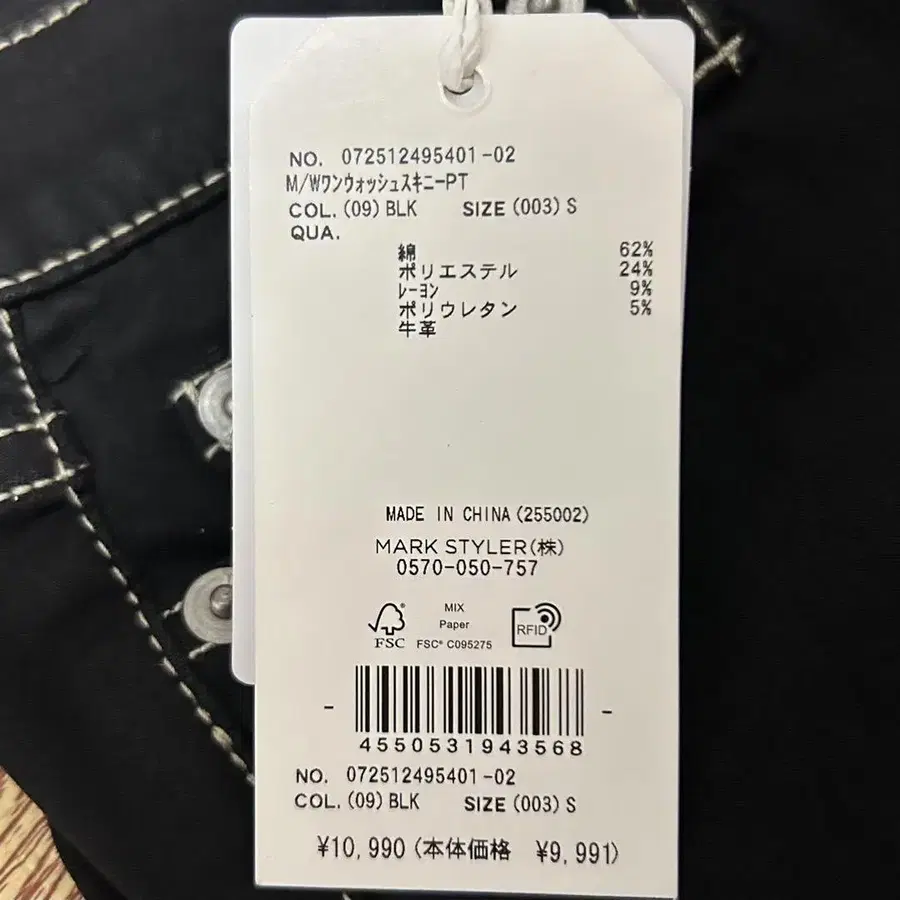 NO. 072512495401-02
M/Wワンウォッシュスキニ-PT
COL. (09) BLK SIZE (003) S
QUA.
綿 62%
ポリエステル 24%
レーヨン 9%
ポリウレタン 5%
牛革
MADE IN CHINA (255002)
MARK STYLER(株)
0570-050-757
FSC
MIX
Paper
FSC® C095275
RFID
- -
4550531943568
NO. 072512495401-02
COL. (09) BLK SIZE (003) S
¥10,990 (本体価格 ¥9,991)